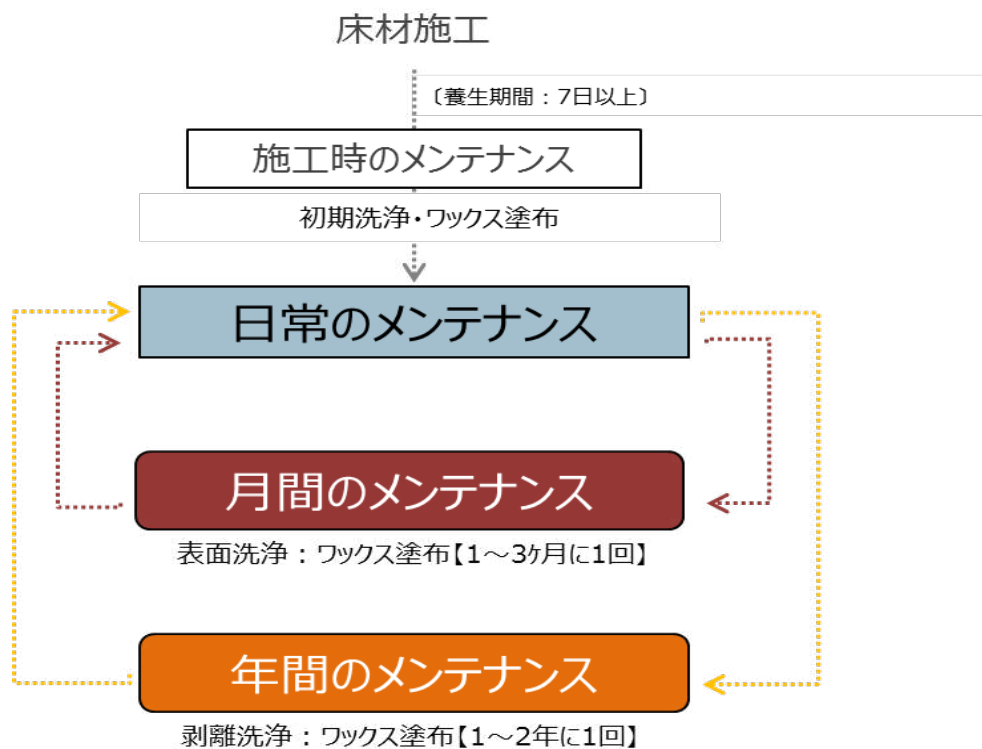 床材施工
〔養生期間：7日以上〕
施工時のメンテナンス
初期洗浄・ワックス塗布
日常のメンテナンス
月間のメンテナンス
表面洗浄：ワックス塗布【1～3ｹ月に1回】
年間のメンテナンス
剥離洗浄：ワックス塗布【1～2年に1回】